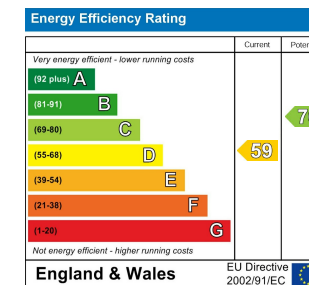 Energy Efficiency Rating
Current
Very energy efficient - lower running costs
(92 plus) A
(81-91) B
(69-80) C
(55-68) D
59
(39-54) E
(21-38) F
(1-20) G
Not energy efficient - higher running costs
England & Wales
EU Directive
2002/91/EC